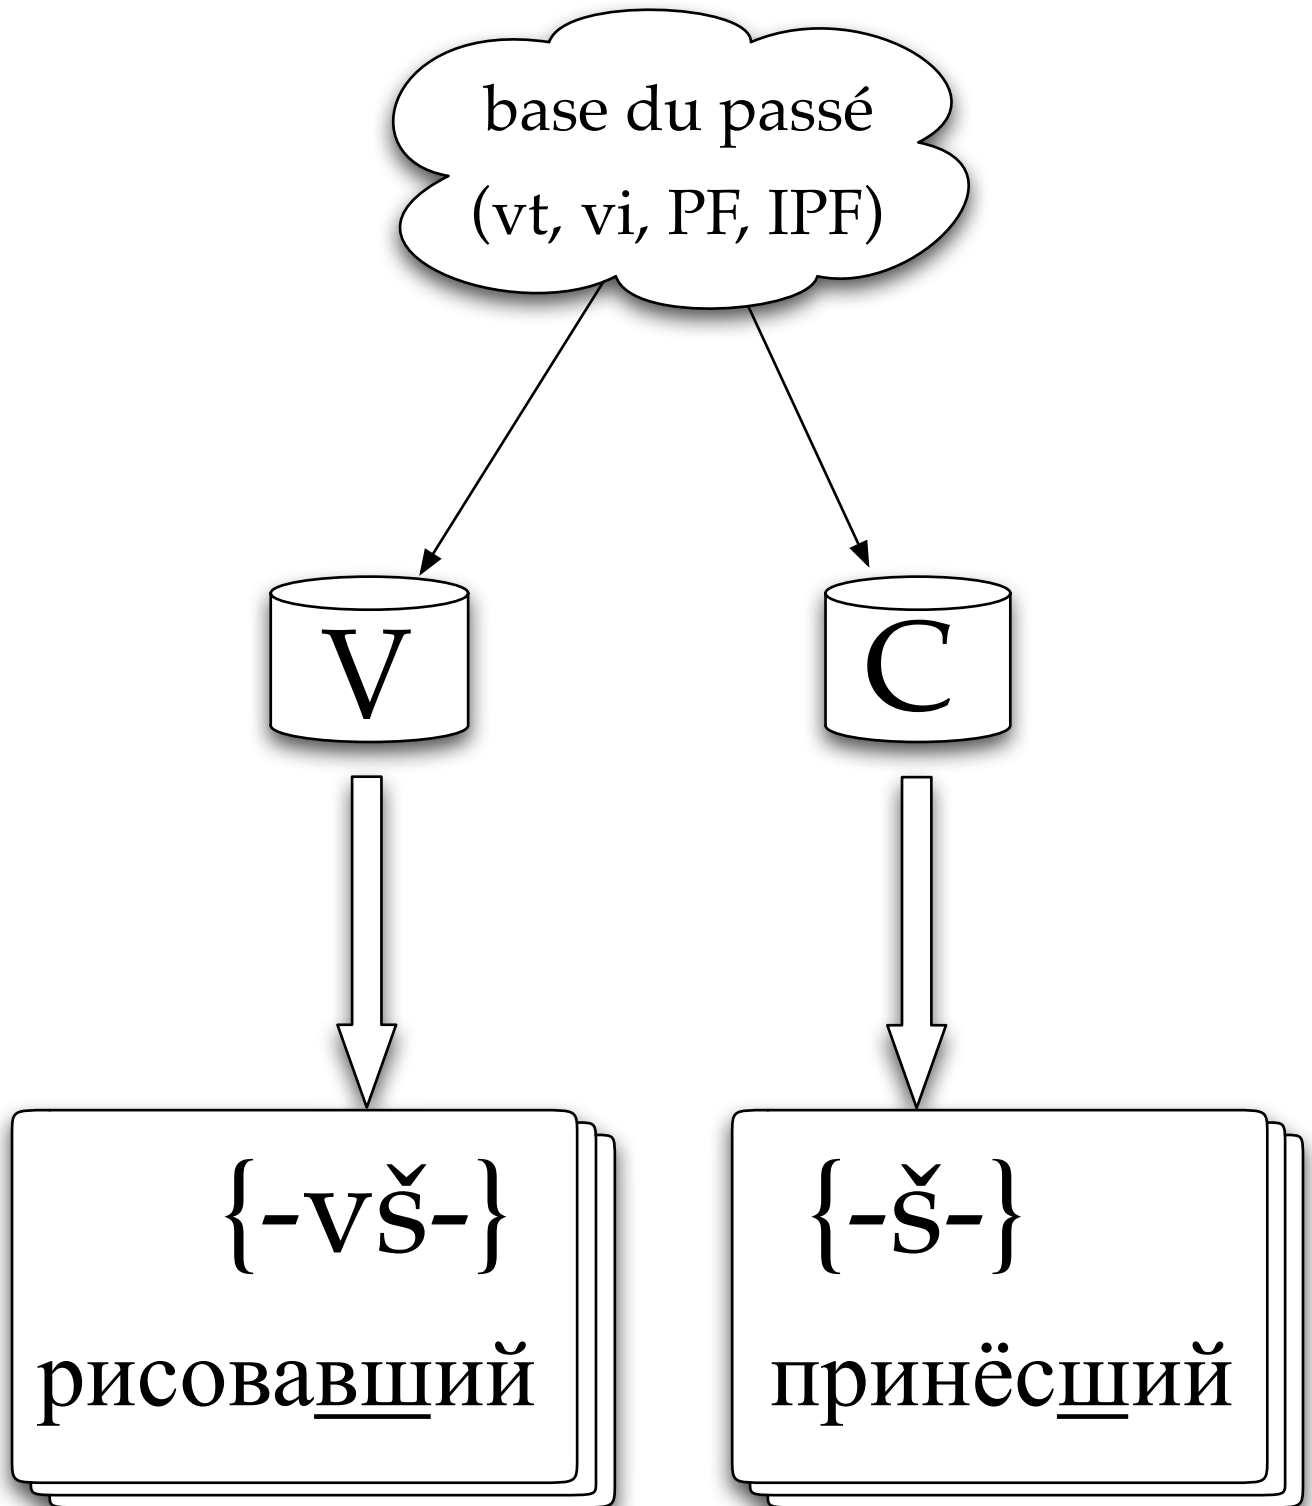 base du passé
(vt, vi, PF, IPF)
V
C
{-vš-}
рисовавший
{-š-}
принёсший